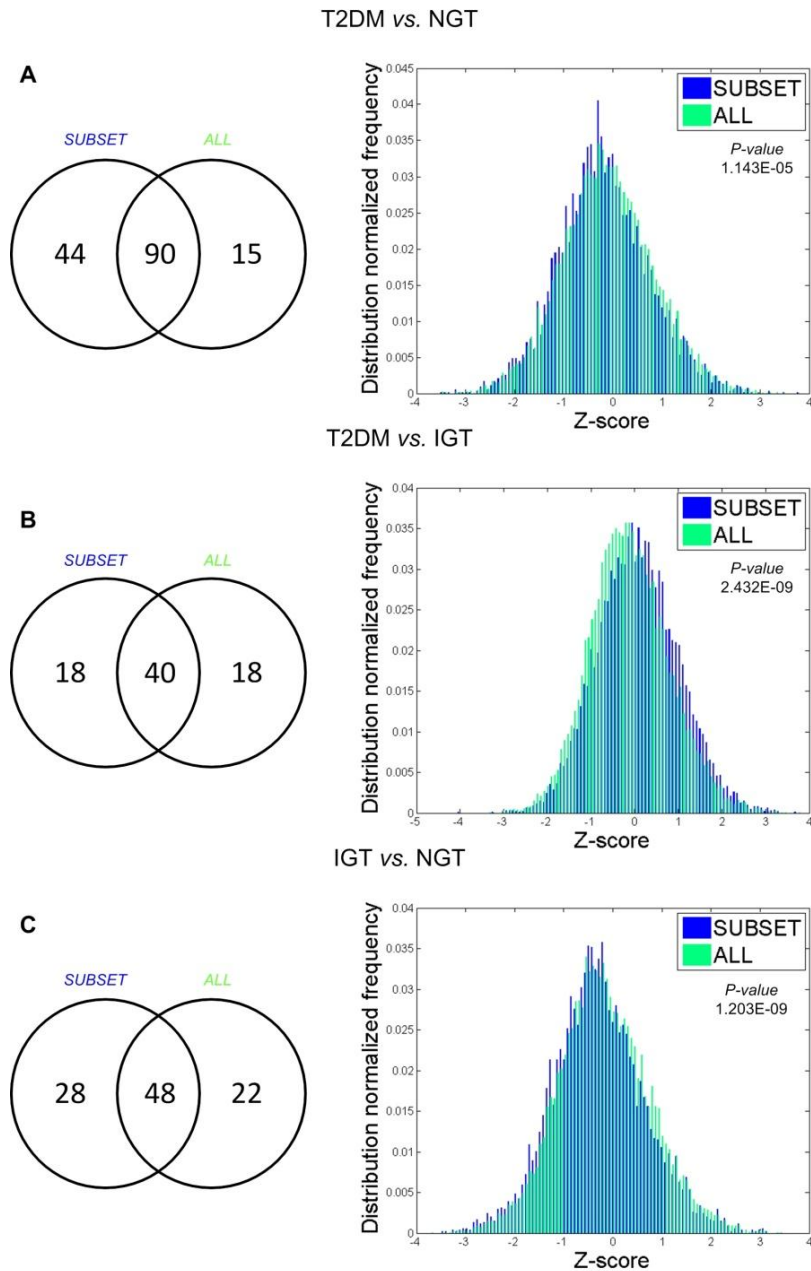 T2DM vs. NGT
A
SUBSET
ALL
44
90
15
Distribution normalized frequency
0.045
0.04
0.035
0.03
0.025
0.02
0.015
0.01
0.005
0
-4
-3
-2
-1
0
1
2
3
4
Z-score
SUBSET
ALL
P-value
1.143E-05
T2DM vs. IGT
B
SUBSET
ALL
18
40
18
Distribution normalized frequency
0.04
0.035
0.03
0.025
0.02
0.015
0.01
0.005
0
-5
-4
-3
-2
-1
0
1
2
3
4
Z-score
SUBSET
ALL
P-value
2.432E-09
IGT vs. NGT
C
SUBSET
ALL
28
48
22
Distribution normalized frequency
0.04
0.035
0.03
0.025
0.02
0.015
0.01
0.005
0
-4
-3
-2
-1
0
1
2
3
4
Z-score
SUBSET
ALL
P-value
1.203E-09